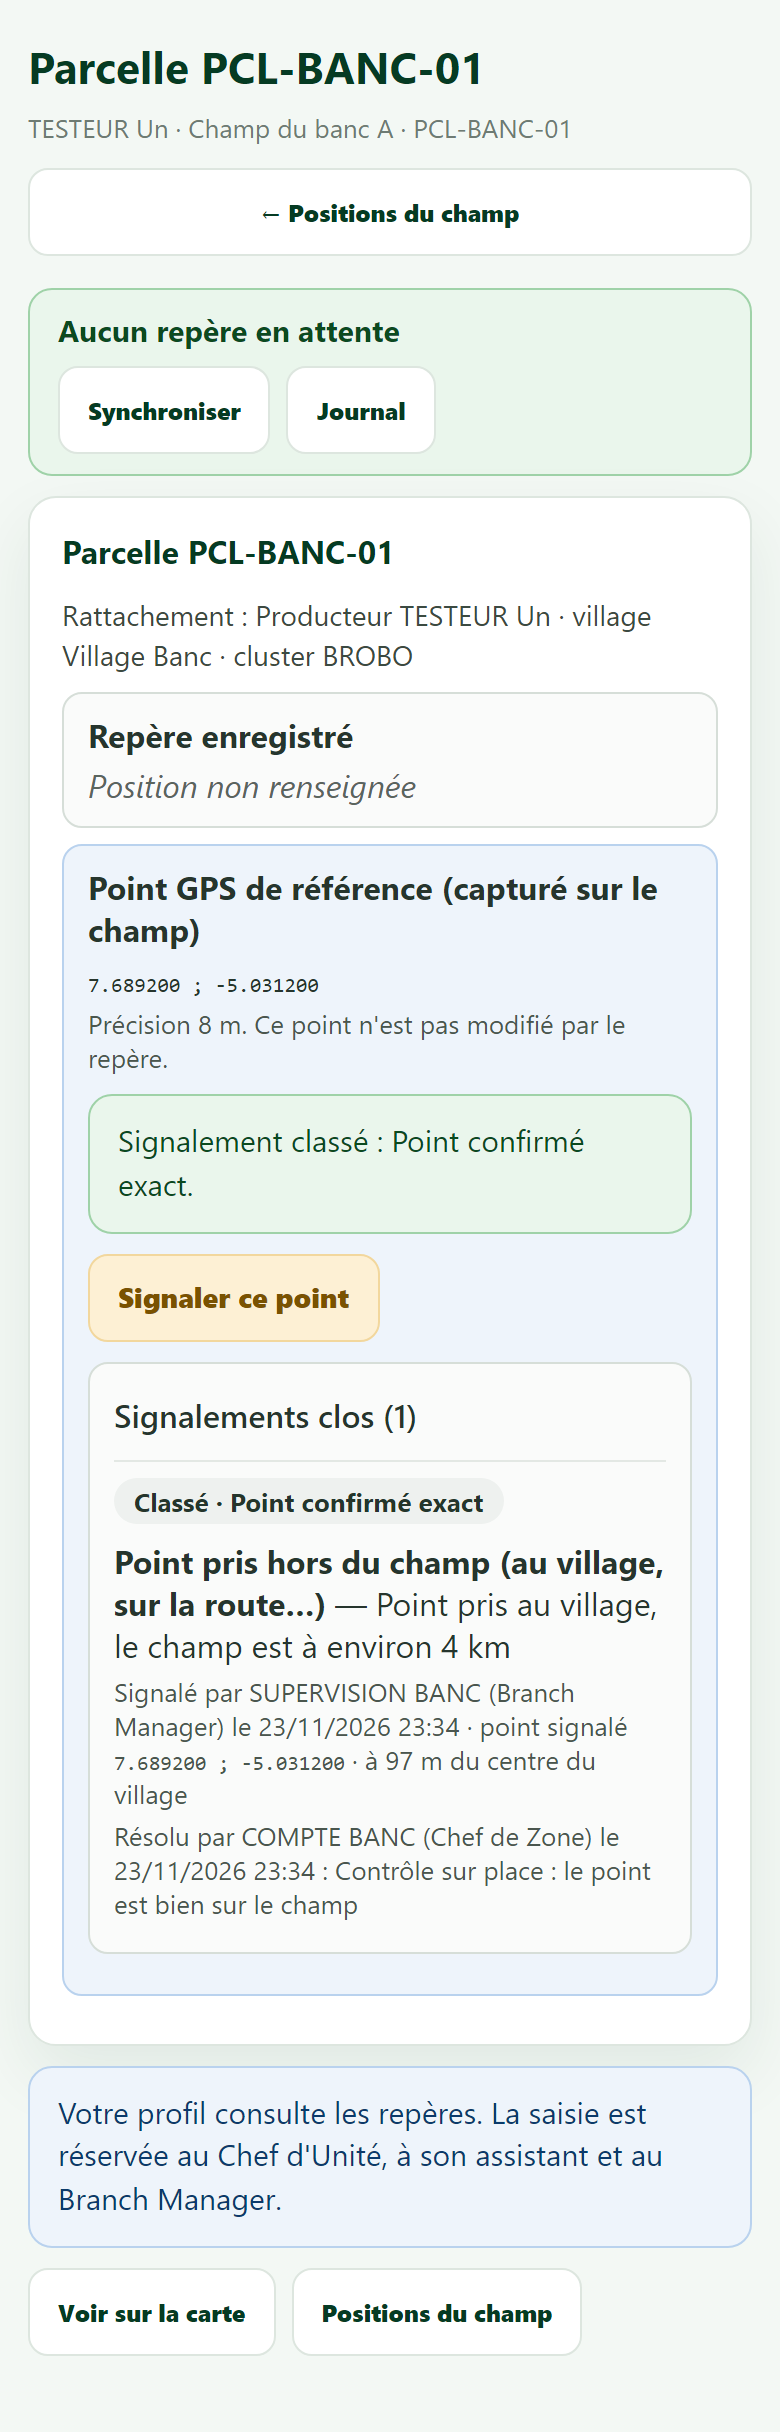 Parcelle PCL-BANC-01
TESTEUR Un · Champ du banc A · PCL-BANC-01
← Positions du champ
Aucun repère en attente
Synchroniser
Journal
Parcelle PCL-BANC-01
Rattachement : Producteur TESTEUR Un · village
Village Banc · cluster BROBO
Repère enregistré
Position non renseignée
Point GPS de référence (capturé sur le
champ)
7.689200 ; -5.031200
Précision 8 m. Ce point n'est pas modifié par le
repère.
Signalement classé : Point confirmé
exact.
Signaler ce point
Signalements clos (1)
Classé · Point confirmé exact
Point pris hors du champ (au village,
sur la route…) — Point pris au village,
le champ est à environ 4 km
Signalé par SUPERVISION BANC (Branch
Manager) le 23/11/2026 23:34 · point signalé
7.689200 ; -5.031200 · à 97 m du centre du
village
Résolu par COMPTE BANC (Chef de Zone) le
23/11/2026 23:34 : Contrôle sur place : le point
est bien sur le champ
Votre profil consulte les repères. La saisie est
réservée au Chef d'Unité, à son assistant et au
Branch Manager.
Voir sur la carte
Positions du champ